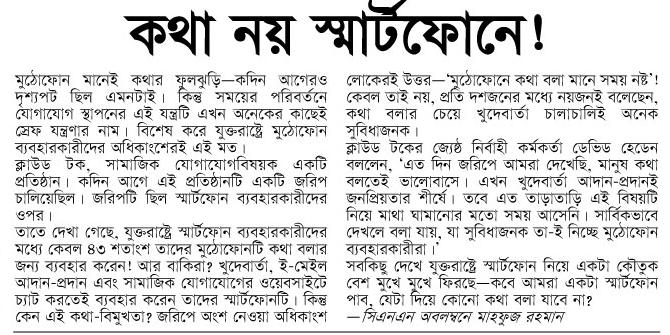 কথা নয় স্মার্টফোনে!
মুঠোফোন মানেই কথার ফুলঝুড়ি—কদিন আগেরও
দৃশ্যপট ছিল এমনটাই। কিন্তু সময়ের পরিবর্তনে
যোগাযোগ স্থাপনের এই যন্ত্রটি এখন অনেকের কাছেই
স্রেফ যন্ত্রণার নাম। বিশেষ করে যুক্তরাষ্ট্রে মুঠোফোন
ব্যবহারকারীদের অধিকাংশেরই এই মত।
ক্লাউড টক, সামাজিক যোগাযোগবিষয়ক একটি
প্রতিষ্ঠান। কদিন আগে এই প্রতিষ্ঠানটি একটি জরিপ
চালিয়েছিল। জরিপটি ছিল স্মার্টফোন ব্যবহারকারীদের
ওপর।
তাতে দেখা গেছে, যুক্তরাষ্ট্রে স্মার্টফোন ব্যবহারকারীদের
মধ্যে কেবল ৪৩ শতাংশ তাদের মুঠোফোনটি কথা বলার
জন্য ব্যবহার করেন! আর বাকিরা? খুদেবার্তা, ই-মেইল
আদান-প্রদান এবং সামাজিক যোগাযোগের ওয়েবসাইটে
চ্যাট করতেই ব্যবহার করেন তাদের স্মার্টফোনটি। কিন্তু
কেন এই কথা-বিমুখতা? জরিপে অংশ নেওয়া অধিকাংশ
লোকেরই উত্তর—‘মুঠোফোনে কথা বলা মানে সময় নষ্ট’!
কেবল তাই নয়, প্রতি দশজনের মধ্যে নয়জনই বলেছেন,
কথা বলার চেয়ে খুদেবার্তা চালাচালিই অনেক
সুবিধাজনক।
ক্লাউড টকের জ্যেষ্ঠ নির্বাহী কর্মকর্তা ডেভিড হেডেন
বললেন, ‘এত দিন জরিপে আমরা দেখেছি, মানুষ কথা
বলতেই ভালোবাসে। এখন খুদেবার্তা আদান-প্রদানই
জনপ্রিয়তার শীর্ষে। তবে এত তাড়াতাড়ি এই বিষয়টি
নিয়ে মাথা ঘামানোর মতো সময় আসেনি। সার্বিকভাবে
দেখলে বলা যায়, যা সুবিধাজনক তা-ই নিচ্ছে মুঠোফোন
ব্যবহারকারীরা।’
সবকিছু দেখে যুক্তরাষ্ট্রে স্মার্টফোন নিয়ে একটা কৌতুক
বেশ মুখে মুখে ফিরছে—কবে আমরা একটা স্মার্টফোন
পাব, যেটা দিয়ে কোনো কথা বলা যাবে না?
—সিএনএন অবলম্বনে মাহফুজ রহমান